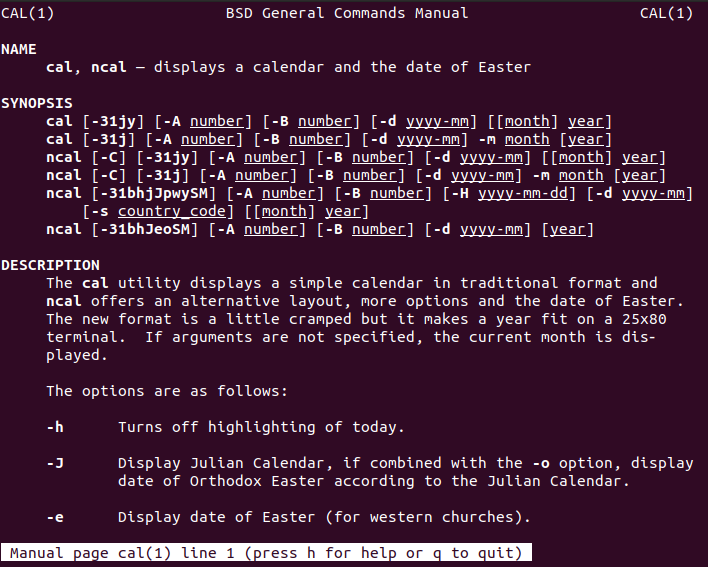 CAL(1) BSD General Commands Manual CAL(1)
NAME
cal, ncal — displays a calendar and the date of Easter
SYNOPSIS
cal [-31jy] [-A number] [-B number] [-d yyyy-mm] [[month] year]
cal [-31j] [-A number] [-B number] [-d yyyy-mm] -m month [year]
ncal [-C] [-31jy] [-A number] [-B number] [-d yyyy-mm] [[month] year]
ncal [-C] [-31j] [-A number] [-B number] [-d yyyy-mm] -m month [year]
ncal [-31bhjJpwySM] [-A number] [-B number] [-H yyyy-mm-dd] [-d yyyy-mm]
[-s country_code] [[month] year]
ncal [-31bhJeoSM] [-A number] [-B number] [-d yyyy-mm] [year]
DESCRIPTION
The cal utility displays a simple calendar in traditional format and
ncal offers an alternative layout, more options and the date of Easter.
The new format is a little cramped but it makes a year fit on a 25x80
terminal. If arguments are not specified, the current month is dis-
played.
The options are as follows:
-h Turns off highlighting of today.
-J Display Julian Calendar, if combined with the -o option, display
date of Orthodox Easter according to the Julian Calendar.
-e Display date of Easter (for western churches).
Manual page cal(1) line 1 (press h for help or q to quit)